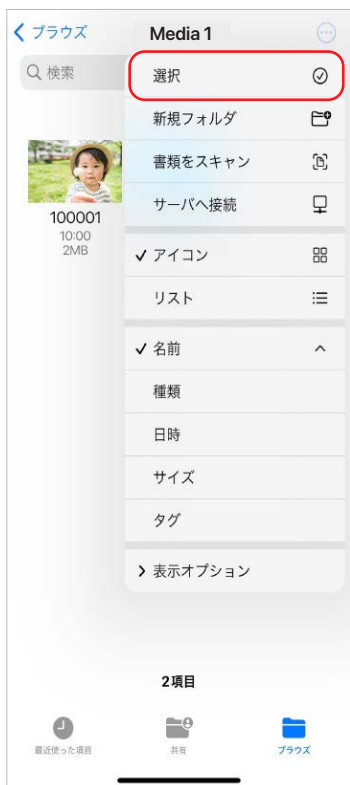 ブラウズ
Media 1
検索
選択
新規フォルダ
書類をスキャン
サーバへ接続
100001
10:00
2MB
アイコン
リスト
名前
種類
日時
サイズ
タグ
表示オプション
2項目
最近使った項目
共有
ブラウズ